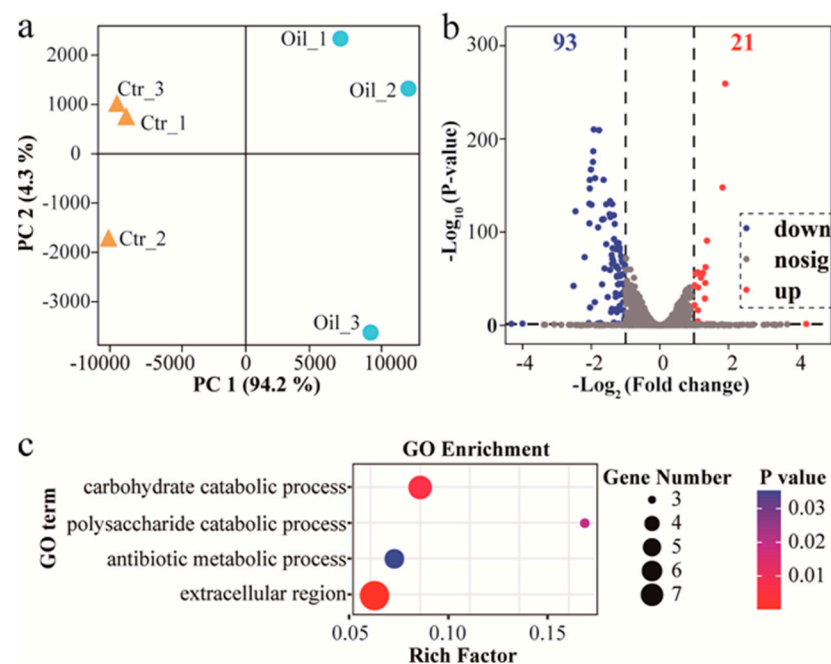 a
2000
1000
0
-1000
-2000
-3000
PC 2 (4.3 %)
Oil_1
Oil_2
Ctr_3
Ctr_1
Ctr_2
Oil_3
-10000
-5000
0
5000
10000
PC 1 (94.2 %)
b
300
200
100
0
-Log10 (P-value)
93
21
down
nosig
up
-4
-2
0
2
4
-Log2 (Fold change)
c
GO Enrichment
GO term
carbohydrate catabolic process
polysaccharide catabolic process
antibiotic metabolic process
extracellular region
0.05
0.10
0.15
Rich Factor
Gene Number
3
4
5
6
7
P value
0.03
0.02
0.01